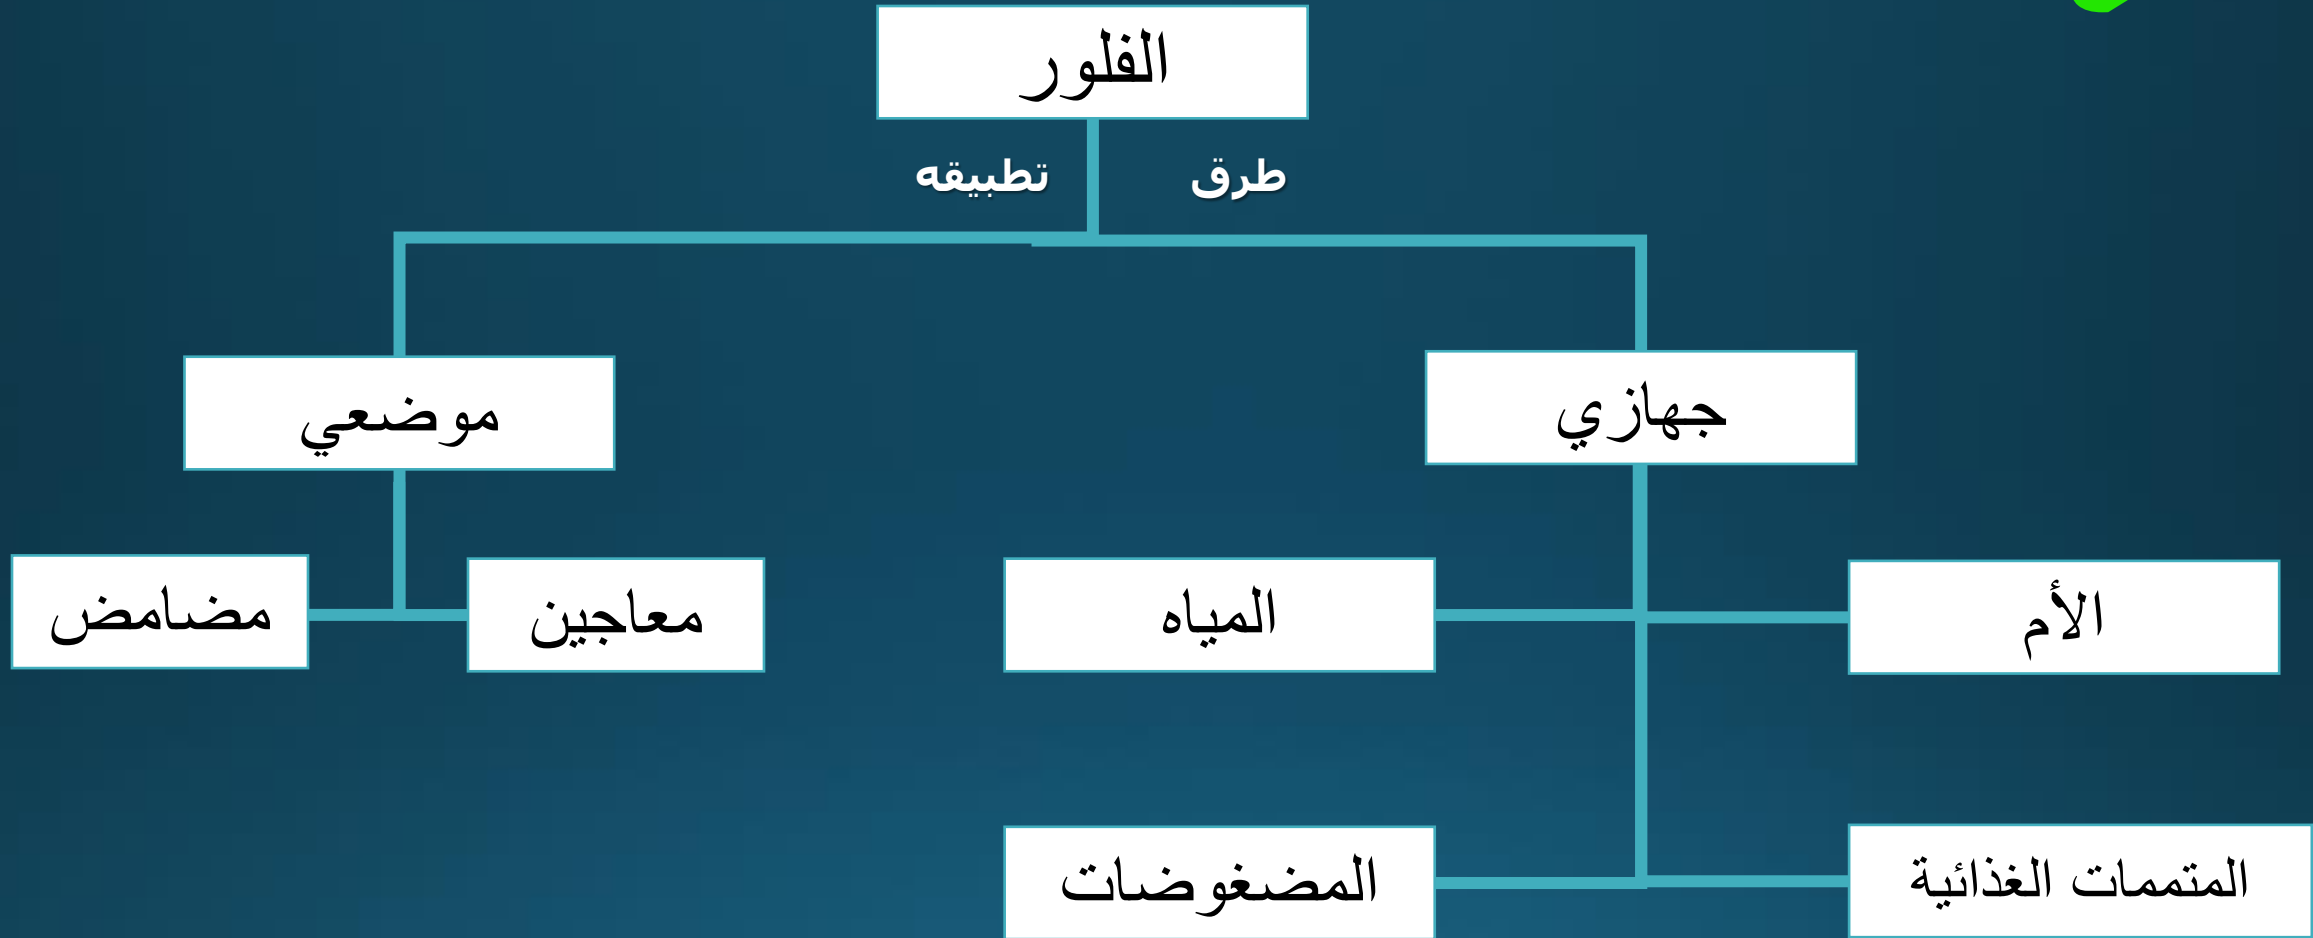 الفلور
طرق تطبيقه
جهازي
موضعي
الأم
المياه
معاجين
مضامض
المتممات الغذائية
المضغوضات